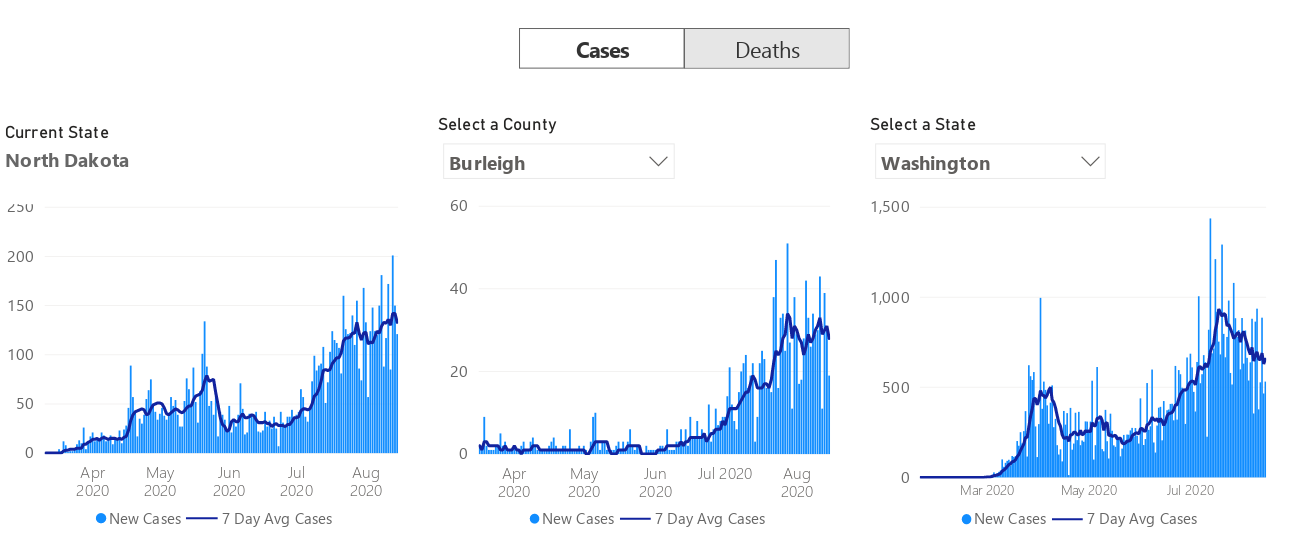 Cases
Deaths
Current State
North Dakota
250
200
150
100
50
0
Apr 2020
May 2020
Jun 2020
Jul 2020
Aug 2020
New Cases
7 Day Avg Cases
Select a County
Burleigh
60
40
20
0
Apr 2020
May 2020
Jun 2020
Jul 2020
Aug 2020
New Cases
7 Day Avg Cases
Select a State
Washington
1,500
1,000
500
0
Mar 2020
May 2020
Jul 2020
New Cases
7 Day Avg Cases